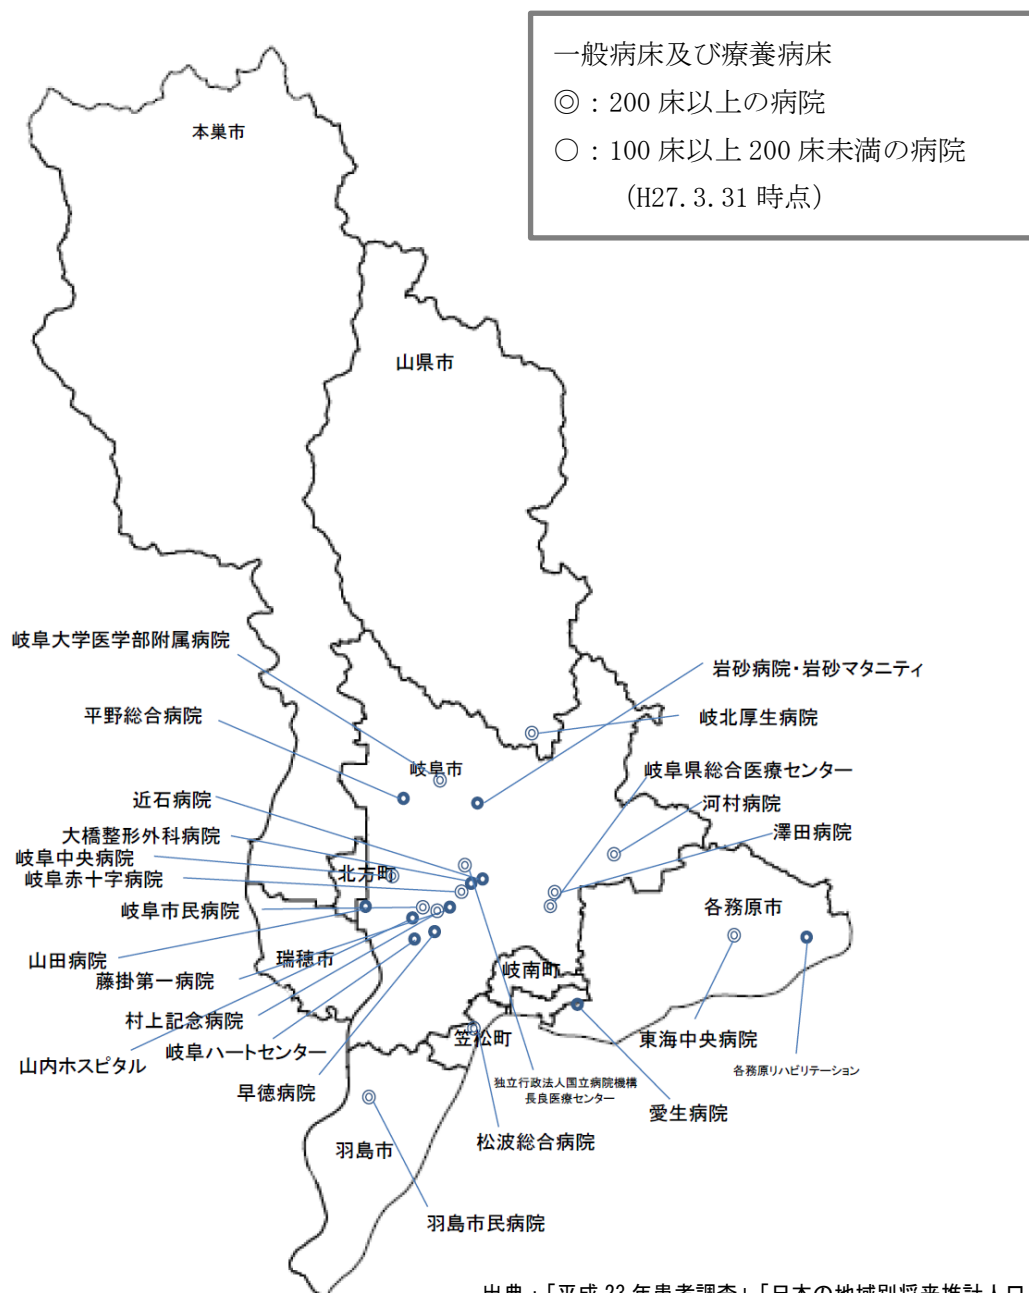 一般病床及び療養病床
◎:200 床以上の病院
○:100 床以上 200 床未満の病院
(H27.3.31 時点)
本巣市
山県市
岐阜大学医学部附属病院
岩砂病院・岩砂マタニティ
平野総合病院
岐北厚生病院
岐阜市
岐阜県総合医療センター
近石病院
河村病院
大橋整形外科病院
澤田病院
岐阜中央病院
北方町
岐阜赤十字病院
岐阜市民病院
各務原市
山田病院
瑞穂市
藤掛第一病院
岐南町
村上記念病院
笠松町
東海中央病院
岐阜ハートセンター
山内ホスピタル
各務原リハビリテーション
早徳病院
独立行政法人国立病院機構
長良医療センター
愛生病院
松波総合病院
羽島市
羽島市民病院